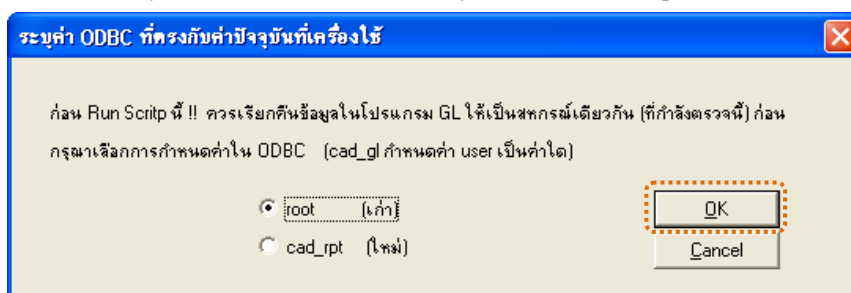 ระบุค่า ODBC ที่ตรงกับค่าปัจจุบันที่เครื่องใช้
ก่อน Run Scritp นี้ !! ควรเรียกคืนข้อมูลในโปรแกรม GL ให้เป็นสหกรณ์เดียวกัน (ที่กำลังตรวจนี้) ก่อน
กรุณาเลือกการกำหนดค่าใน ODBC (cad_gl กำหนดค่า user เป็นค่าใด)
root (เก่า)
OK
cad_rpt (ใหม่)
Cancel